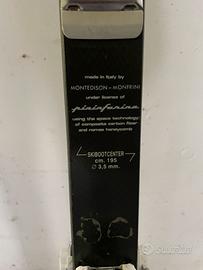 made in Italy by
MONTEDISON - MONFRINI
under license of
pininfarina
using the space technology
of composite carbon fiber
and nomex honeycomb
SKIBOOTCENTER
cm. 195
Ø 3,5 mm.
subito